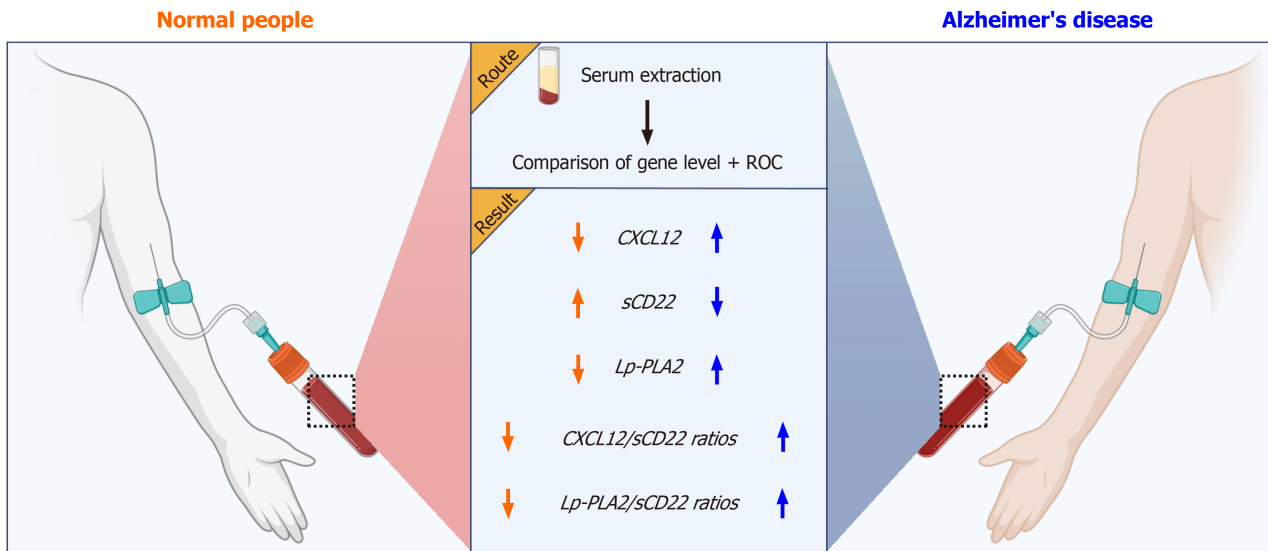 Normal people
Alzheimer's disease
Route
Serum extraction
Comparison of gene level + ROC
Result
CXCL12
sCD22
Lp-PLA2
CXCL12/sCD22 ratios
Lp-PLA2/sCD22 ratios